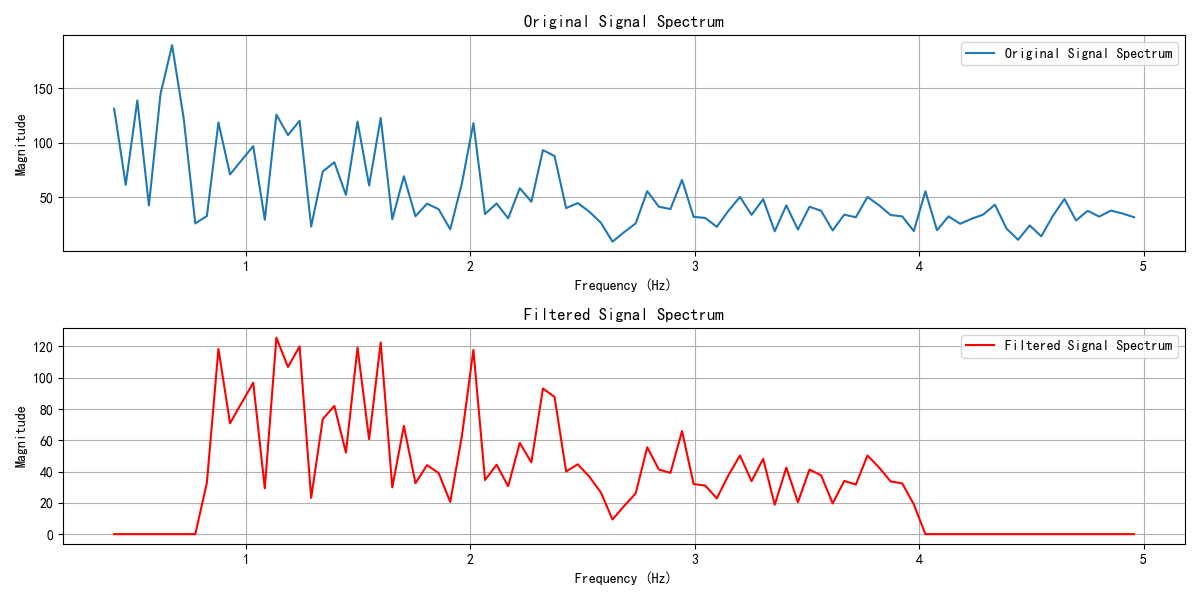 Original Signal Spectrum
Original Signal Spectrum
Magnitude
150
100
50
1 2 3 4 5
Frequency (Hz)
Filtered Signal Spectrum
Filtered Signal Spectrum
Magnitude
120
100
80
60
40
20
0
1 2 3 4 5
Frequency (Hz)